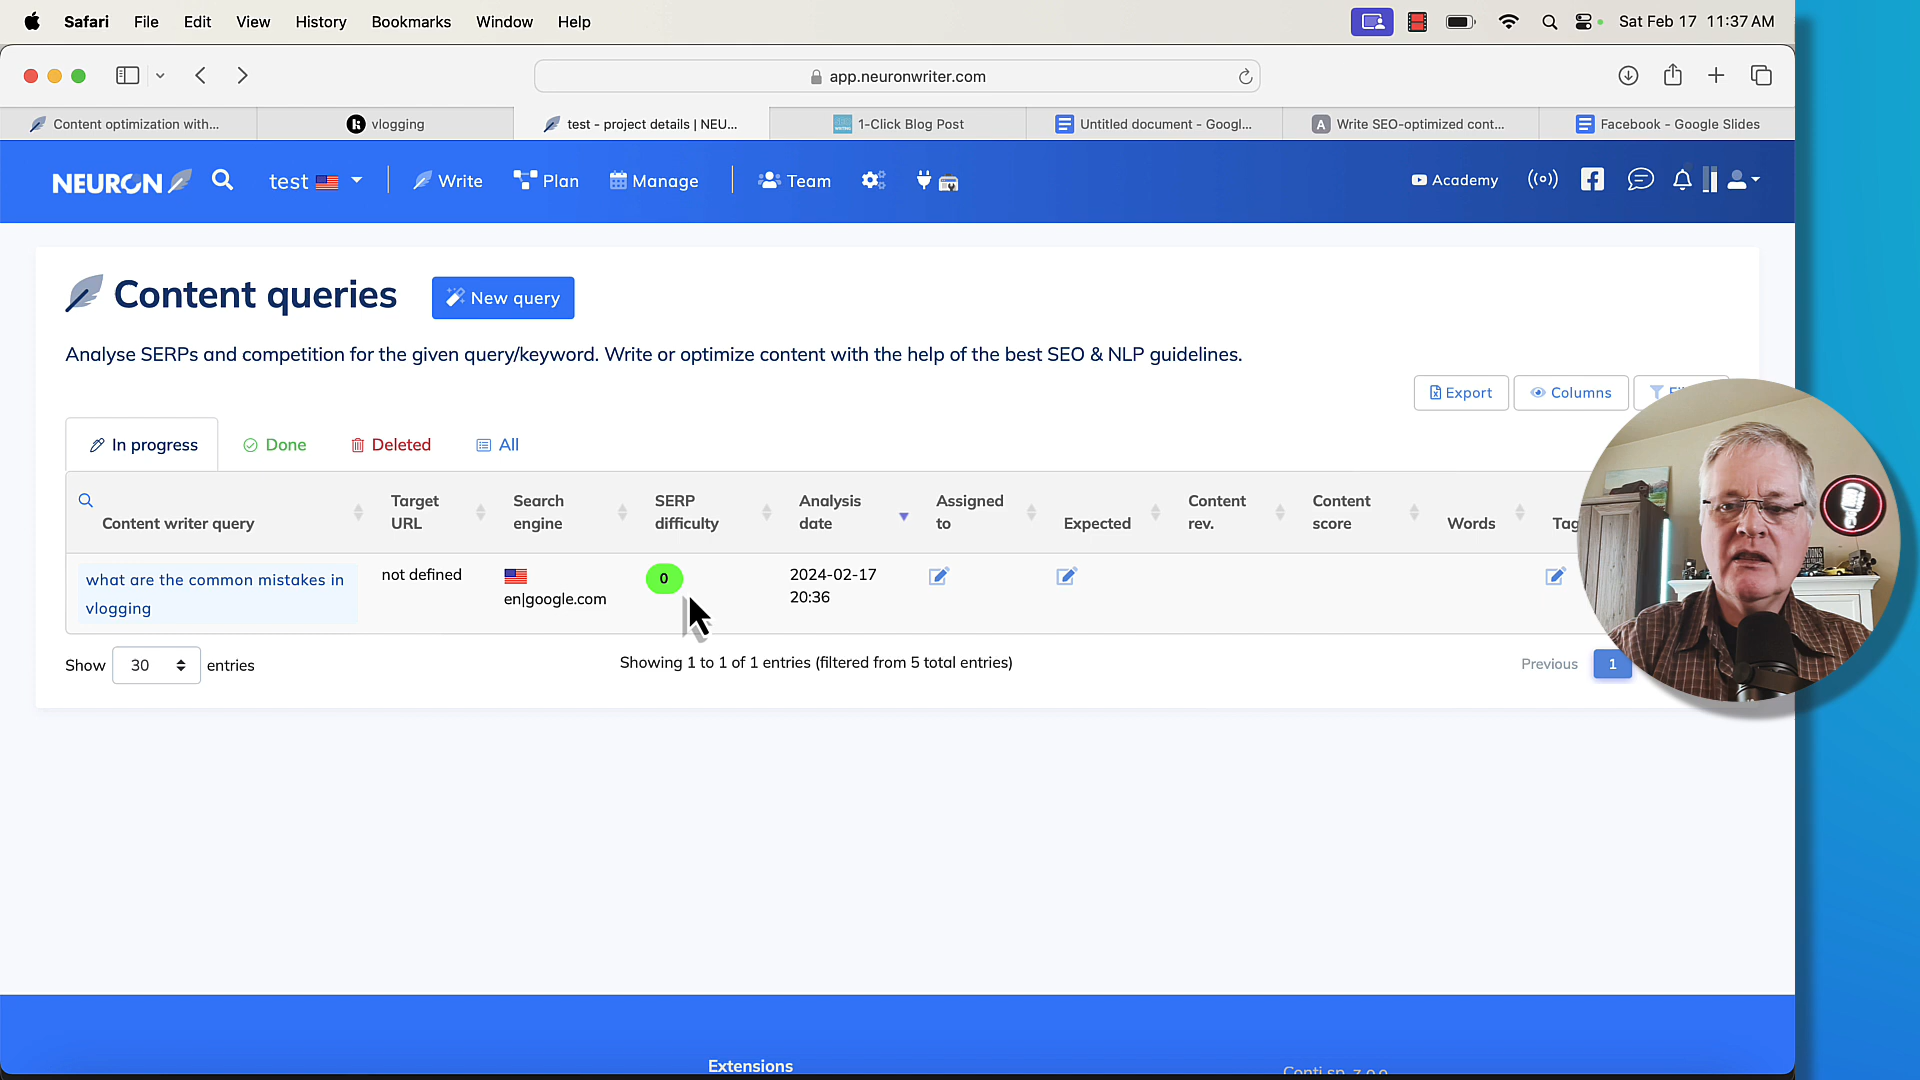 Safari File Edit View History Bookmarks Window Help Sat Feb 17 11:37 AM
app.neuronwriter.com
Content optimization with... vlogging test - project details | NEU... 1-Click Blog Post Untitled document - Googl... Write SEO-optimized cont... Facebook - Google Slides
NEURON test Write Plan Manage Team Academy
Content queries New query
Analyse SERPs and competition for the given query/keyword. Write or optimize content with the help of the best SEO & NLP guidelines.
Export Columns
In progress Done Deleted All
Content writer query
Target URL
Search engine
SERP difficulty
Analysis date
Assigned to
Expected
Content rev.
Content score
Words
what are the common mistakes in vlogging
not defined
en|google.com
0
2024-02-17 20:36
Show 30 entries Showing 1 to 1 of 1 entries (filtered from 5 total entries) Previous 1
Extensions
Conti sp. z o.o.